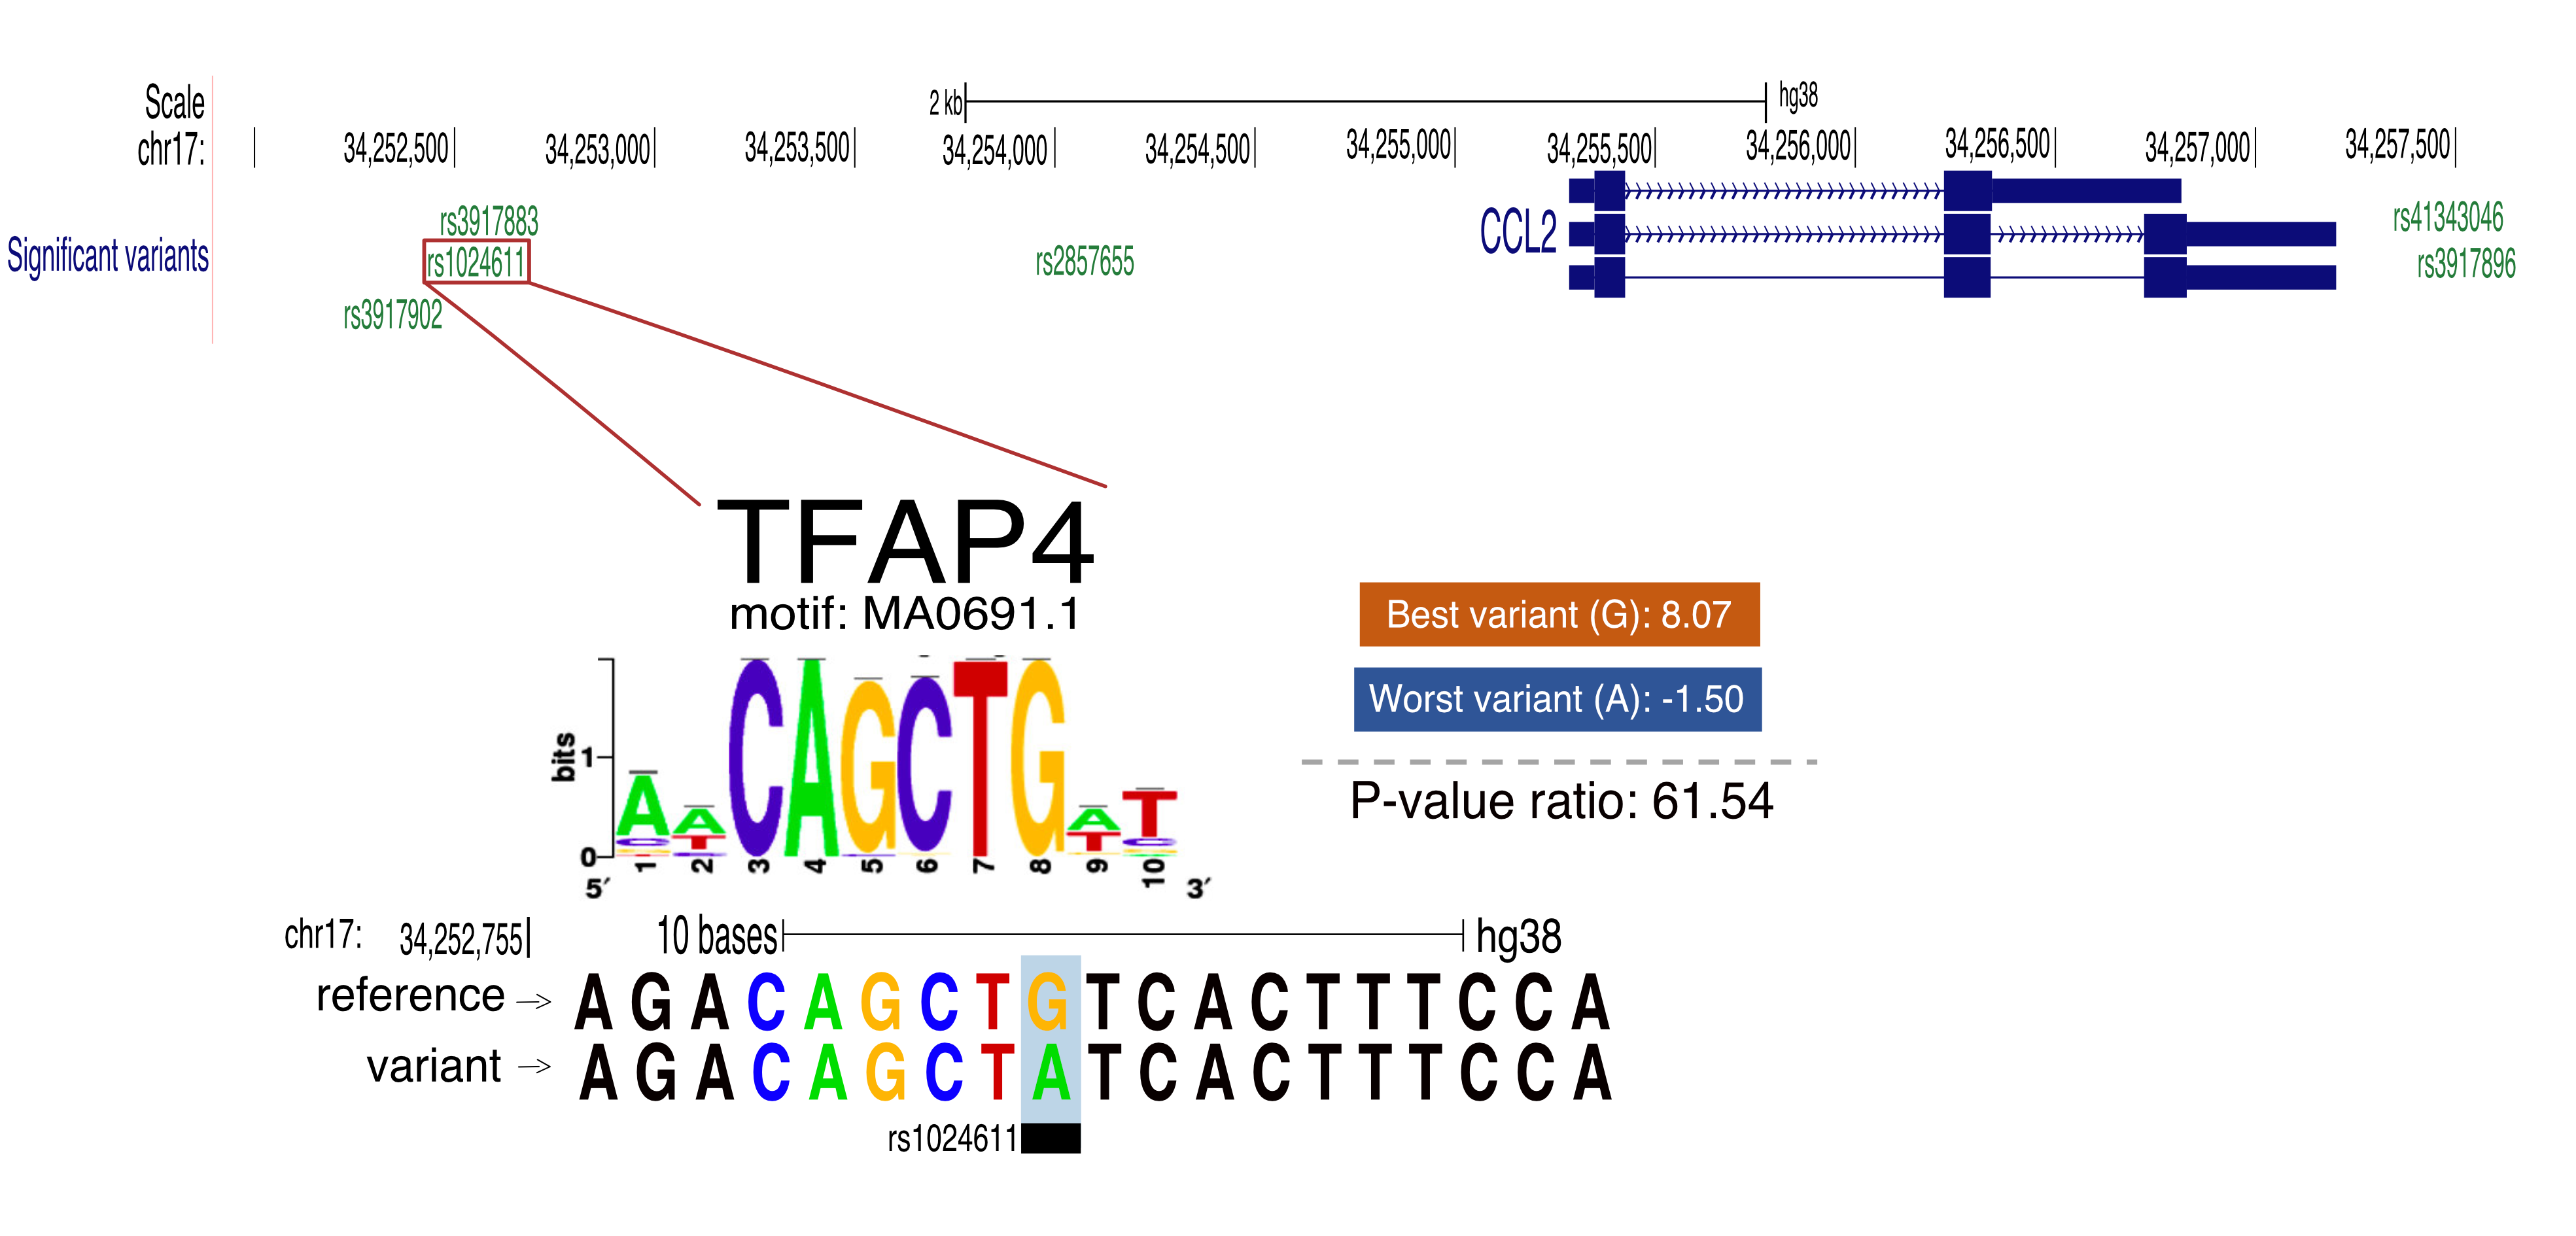 Scale 2 kb hg38
chr17: 34,252,500 34,253,000 34,253,500 34,254,000 34,254,500 34,255,000 34,255,500 34,256,000 34,256,500 34,257,000 34,257,500
rs3917883
rs41343046
CCL2
Significant variants rs1024611 rs2857655 rs3917896
rs3917902
TFAP4
motif: MA0691.1
Best variant (G): 8.07
Worst variant (A): -1.50
P-value ratio: 61.54
bits
1
0
A A C A G C T G A T
C T T C
1 2 3 4 5 6 7 8 9 10
5′ 3′
chr17: 34,252,755 10 bases hg38
reference → A G A C A G C T G T C A C T T T C C A
variant → A G A C A G C T A T C A C T T T C C A
rs1024611